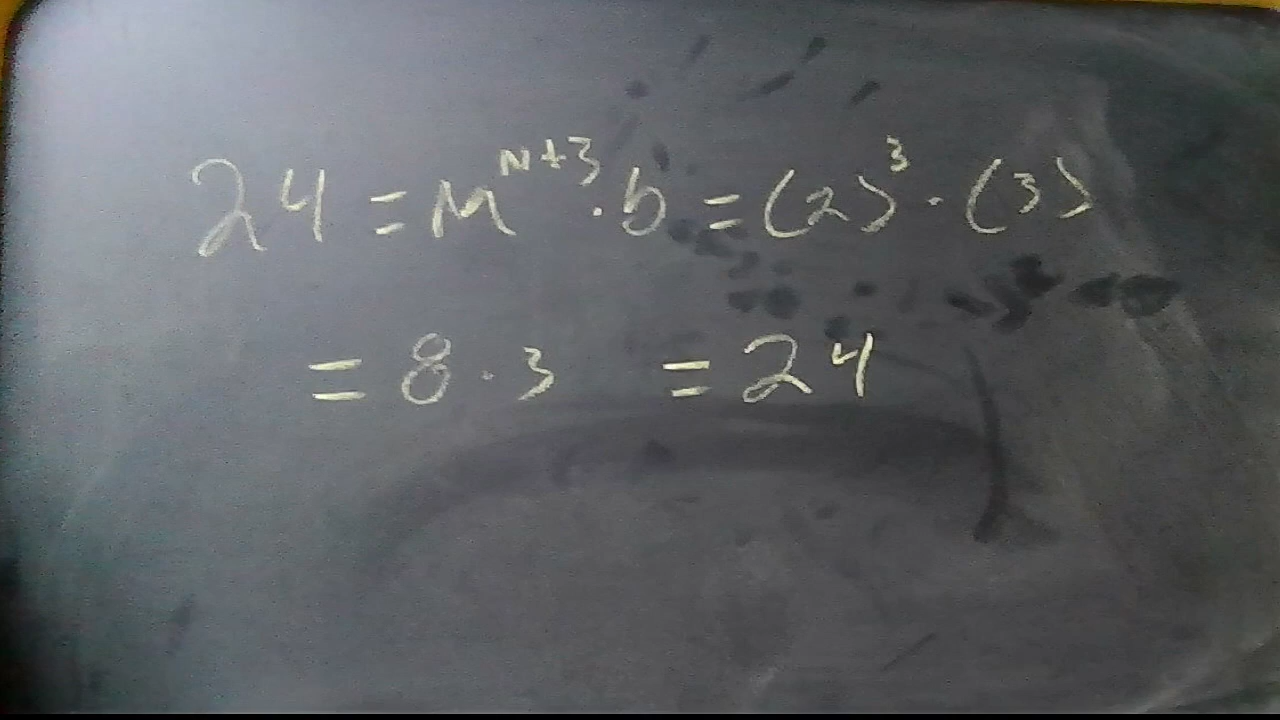 24 = M^{N+3} · b = (2)^3 · (3)
= 8 · 3 = 24